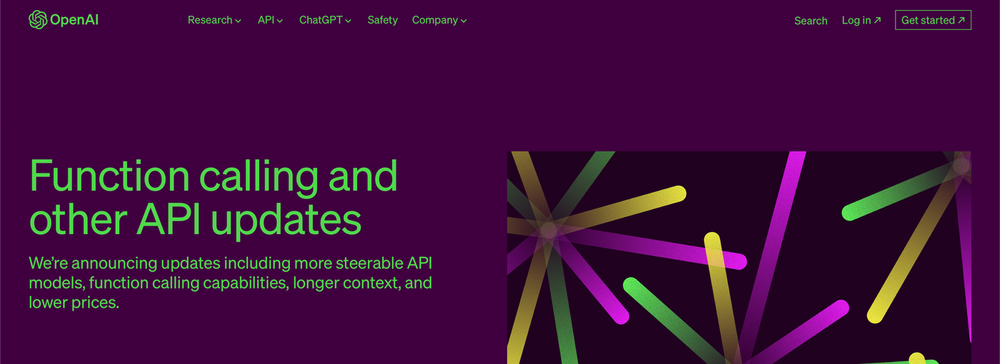 OpenAI
Research
API
ChatGPT
Safety
Company
Search
Log in ↗
Get started ↗
Function calling and
other API updates
We’re announcing updates including more steerable API
models, function calling capabilities, longer context, and
lower prices.